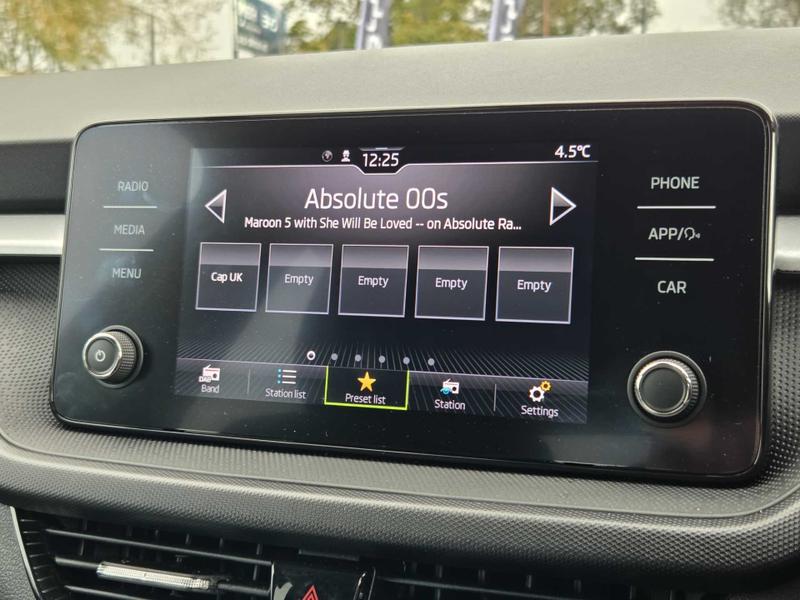 12:25
4.5°C
RADIO
MEDIA
MENU
Absolute 00s
Maroon 5 with She Will Be Loved -- on Absolute Ra...
Cap UK
Empty
Empty
Empty
Empty
DAB
Band
Station list
Preset list
Station
Settings
PHONE
APP/
CAR